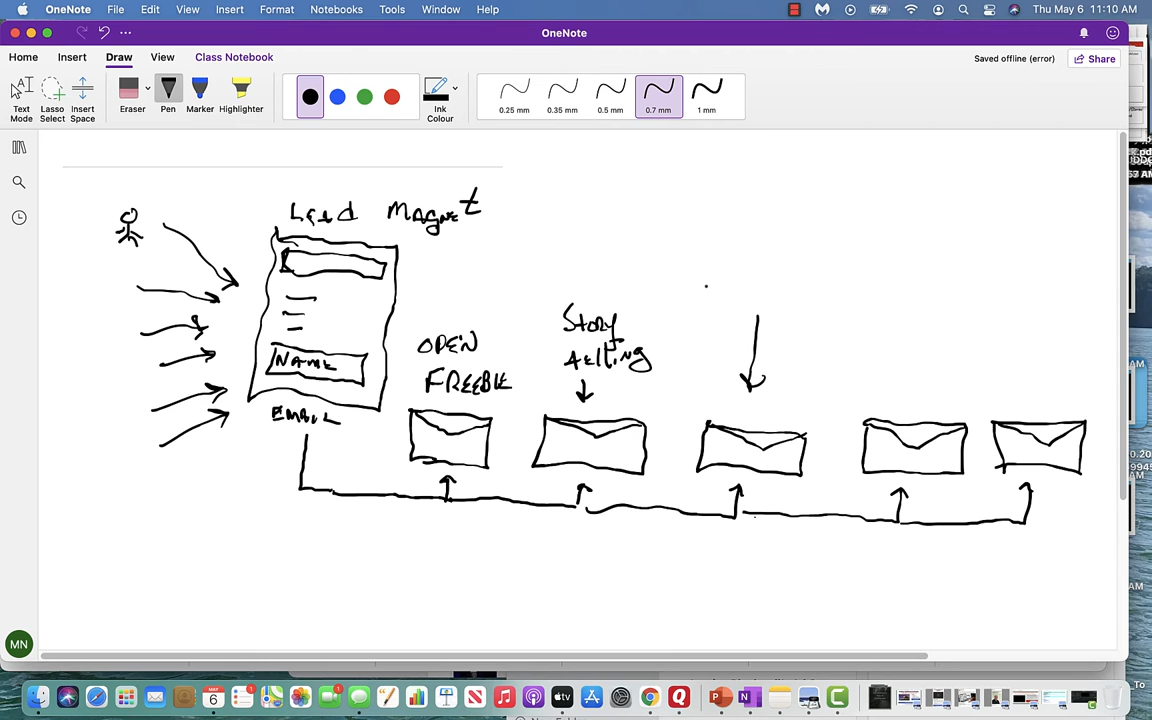 OneNote File Edit View Insert Format Notebooks Tools Window Help Thu May 6 11:10 AM
OneNote
Home Insert Draw View Class Notebook Saved offline (error) Share
Text Mode Lasso Select Insert Space Eraser Pen Marker Highlighter Ink Colour 0.25 mm 0.35 mm 0.5 mm 0.7 mm 1 mm
Lead Magnet
NAME
EMAIL
OPEN
FREEBIE
Story
telling
MN
MAY
6